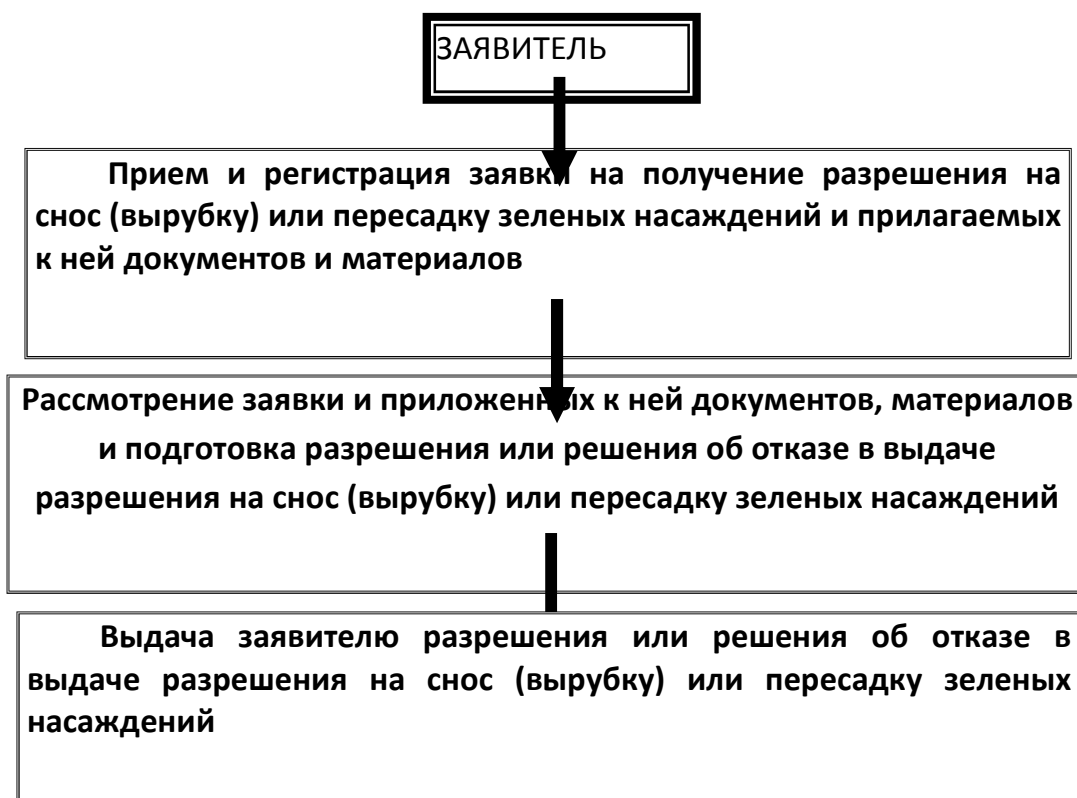 ЗАЯВИТЕЛЬ
Прием и регистрация заявки на получение разрешения на
снос (вырубку) или пересадку зеленых насаждений и прилагаемых
к ней документов и материалов
Рассмотрение заявки и приложенных к ней документов, материалов
и подготовка разрешения или решения об отказе в выдаче
разрешения на снос (вырубку) или пересадку зеленых насаждений
Выдача заявителю разрешения или решения об отказе в
выдаче разрешения на снос (вырубку) или пересадку зеленых
насаждений